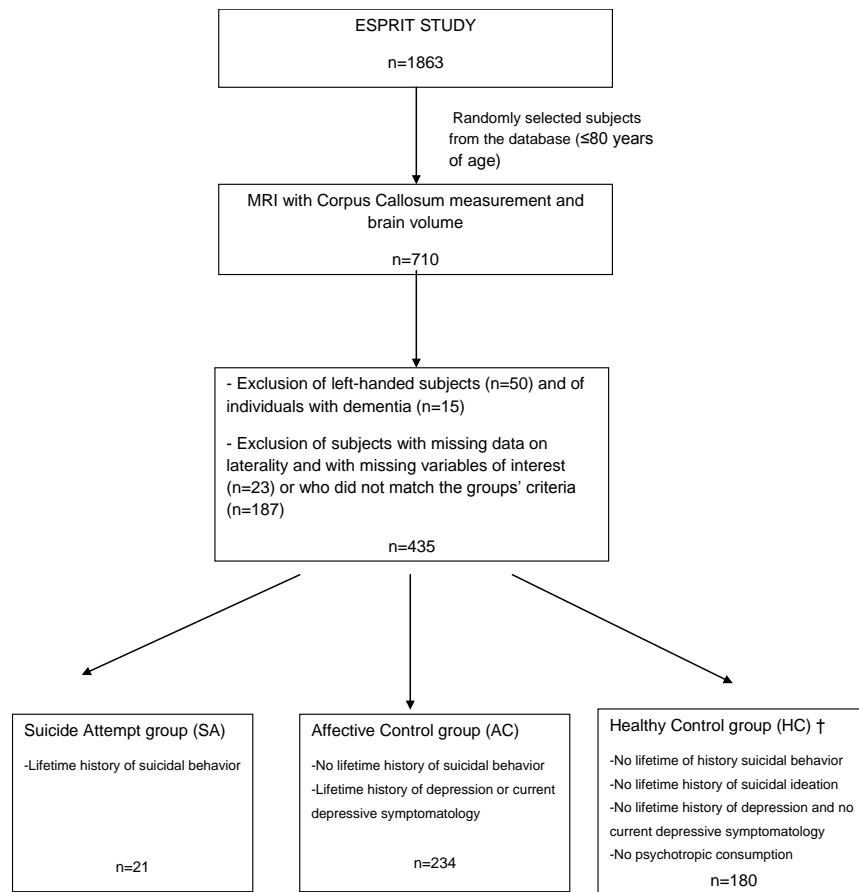 ESPRIT STUDY
n=1863
Randomly selected subjects
from the database (≤80 years
of age)
MRI with Corpus Callosum measurement and
brain volume
n=710
- Exclusion of left-handed subjects (n=50) and of
individuals with dementia (n=15)
- Exclusion of subjects with missing data on
laterality and with missing variables of interest
(n=23) or who did not match the groups’ criteria
(n=187)
n=435
Suicide Attempt group (SA)
-Lifetime history of suicidal behavior
n=21
Affective Control group (AC)
-No lifetime history of suicidal behavior
-Lifetime history of depression or current
depressive symptomatology
n=234
Healthy Control group (HC) †
-No lifetime of history suicidal behavior
-No lifetime history of suicidal ideation
-No lifetime history of depression and no
current depressive symptomatology
-No psychotropic consumption
n=180